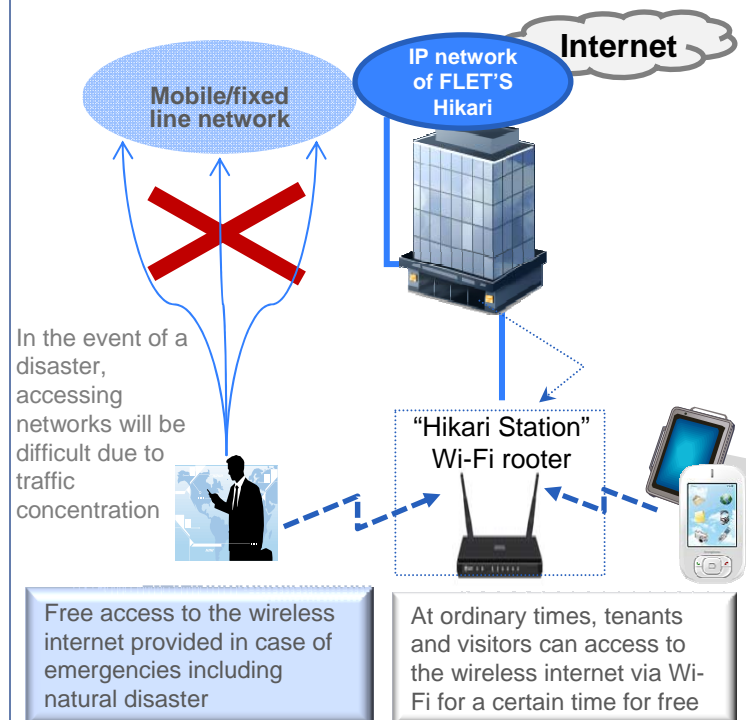 Internet
IP network
of FLET'S
Hikari
Mobile/fixed
line network
In the event of a
disaster,
accessing
networks will be
difficult due to
traffic
concentration
“Hikari Station”
Wi-Fi rooter
Free access to the wireless
internet provided in case of
emergencies including
natural disaster
At ordinary times, tenants
and visitors can access to
the wireless internet via Wi-
Fi for a certain time for free